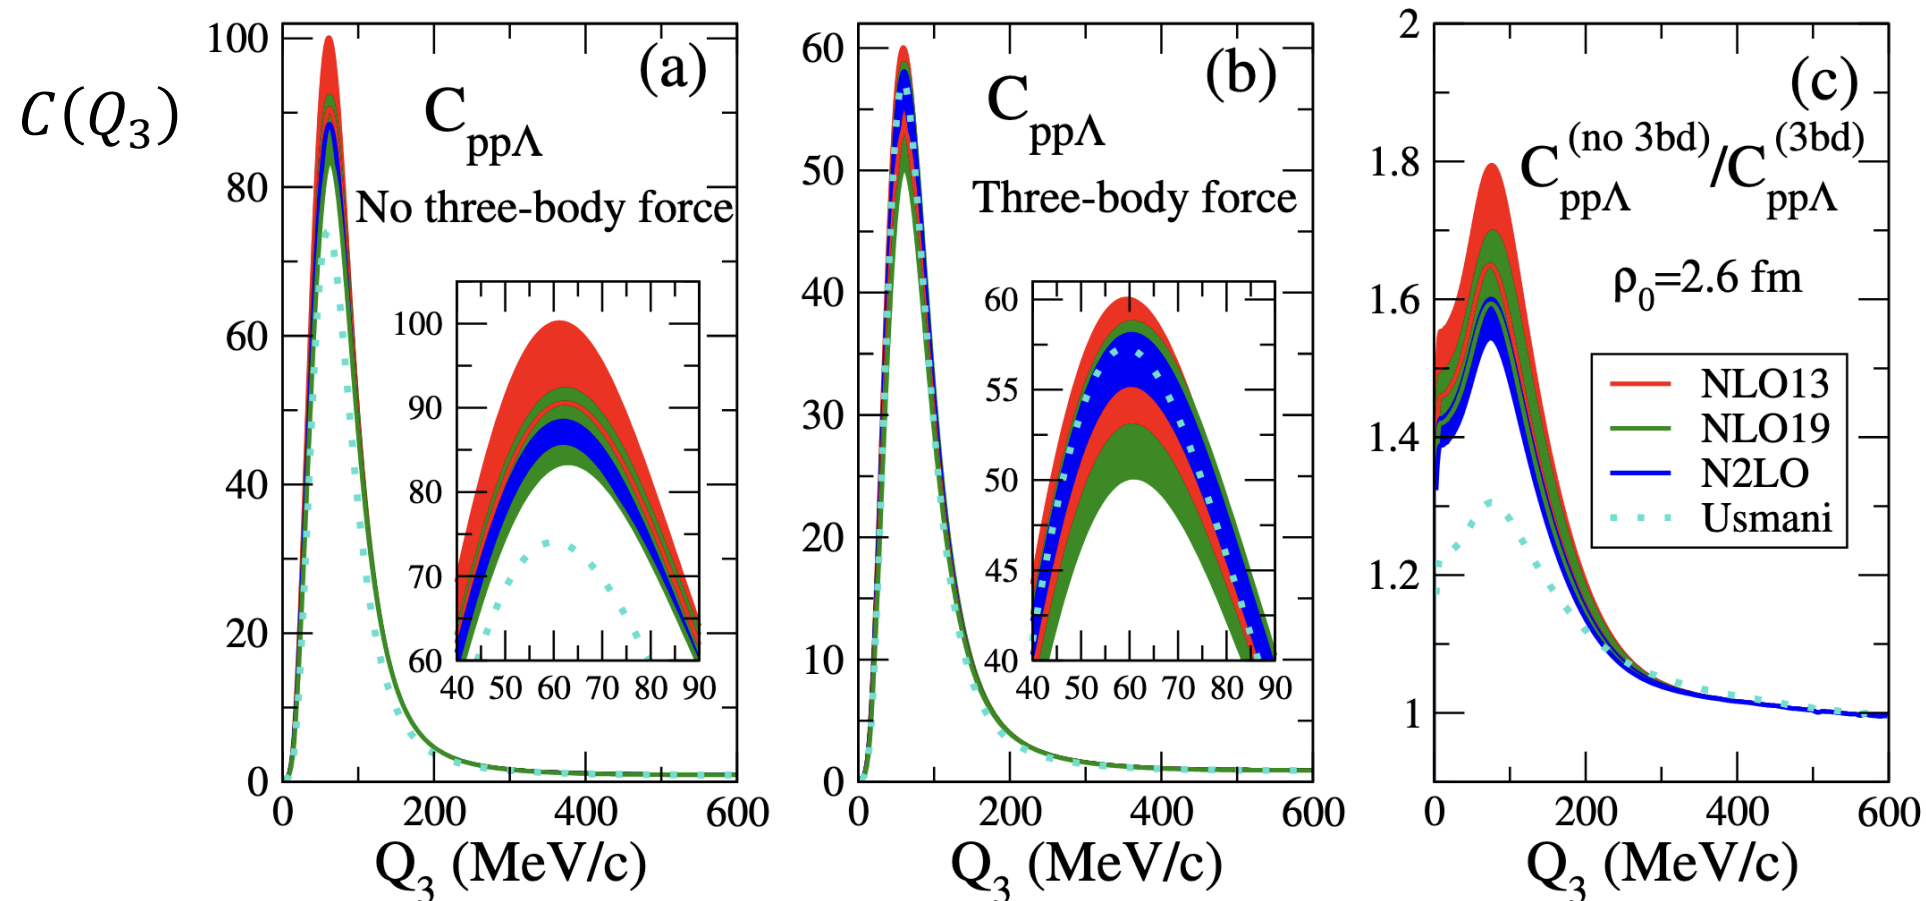 C(Q₃)
100
80
60
40
20
0
0 200 400 600
Q₃ (MeV/c)
(a)
C_ppΛ
No three-body force
100
90
80
70
60
40 50 60 70 80 90
60
50
40
30
20
10
0
0 200 400 600
Q₃ (MeV/c)
(b)
C_ppΛ
Three-body force
60
55
50
45
40
40 50 60 70 80 90
2
1.8
1.6
1.4
1.2
1
0 200 400 600
Q₃ (MeV/c)
(c)
C_ppΛ^(no 3bd)/C_ppΛ^(3bd)
ρ₀=2.6 fm
NLO13
NLO19
N2LO
Usmani